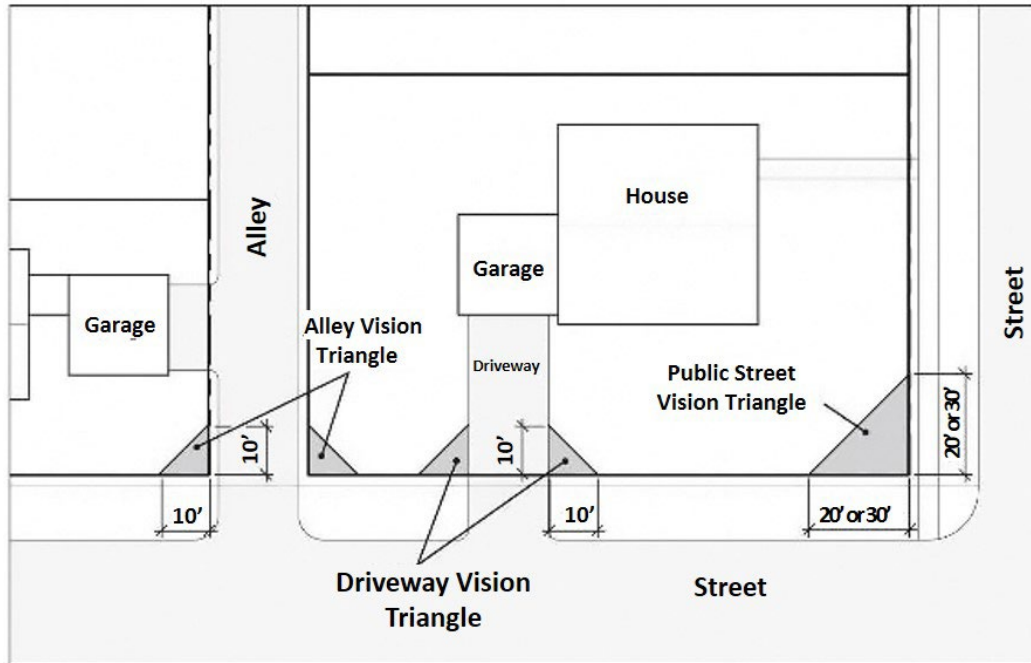 House
Alley
Garage
Street
Garage
Alley Vision
Triangle
Driveway
Public Street
Vision Triangle
20' or 30'
10'
10'
10'
10'
20' or 30'
Driveway Vision
Triangle
Street